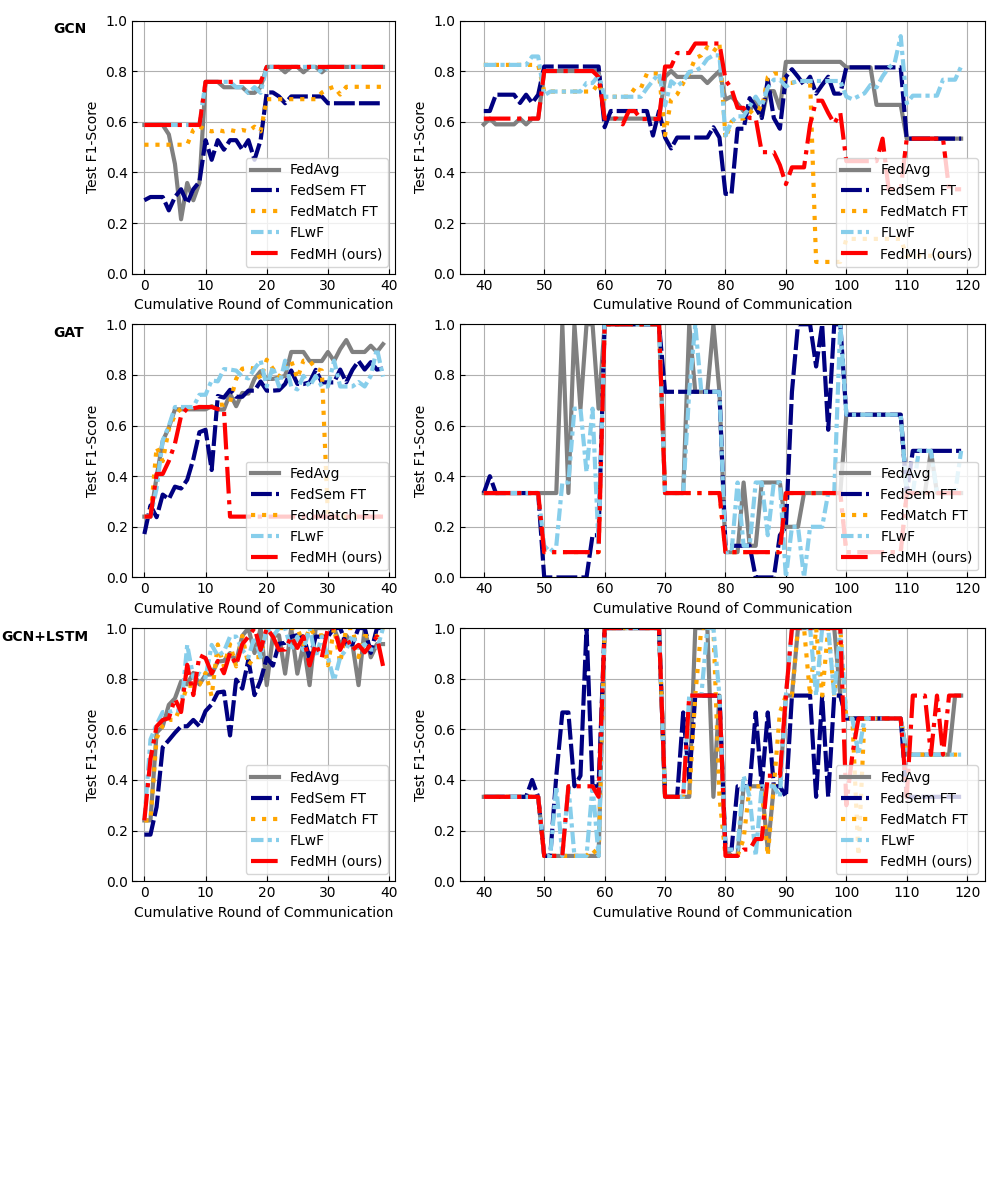 GCN
Test F1-Score
1.0
0.8
0.6
0.4
0.2
0.0
FedAvg
FedSem FT
FedMatch FT
FLwF
FedMH (ours)
0 10 20 30 40
Cumulative Round of Communication
Test F1-Score
1.0
0.8
0.6
0.4
0.2
0.0
FedAvg
FedSem FT
FedMatch FT
FLwF
FedMH (ours)
40 50 60 70 80 90 100 110 120
Cumulative Round of Communication
GAT
Test F1-Score
1.0
0.8
0.6
0.4
0.2
0.0
FedAvg
FedSem FT
FedMatch FT
FLwF
FedMH (ours)
0 10 20 30 40
Cumulative Round of Communication
Test F1-Score
1.0
0.8
0.6
0.4
0.2
0.0
FedAvg
FedSem FT
FedMatch FT
FLwF
FedMH (ours)
40 50 60 70 80 90 100 110 120
Cumulative Round of Communication
GCN+LSTM
Test F1-Score
1.0
0.8
0.6
0.4
0.2
0.0
FedAvg
FedSem FT
FedMatch FT
FLwF
FedMH (ours)
0 10 20 30 40
Cumulative Round of Communication
Test F1-Score
1.0
0.8
0.6
0.4
0.2
0.0
FedAvg
FedSem FT
FedMatch FT
FLwF
FedMH (ours)
40 50 60 70 80 90 100 110 120
Cumulative Round of Communication